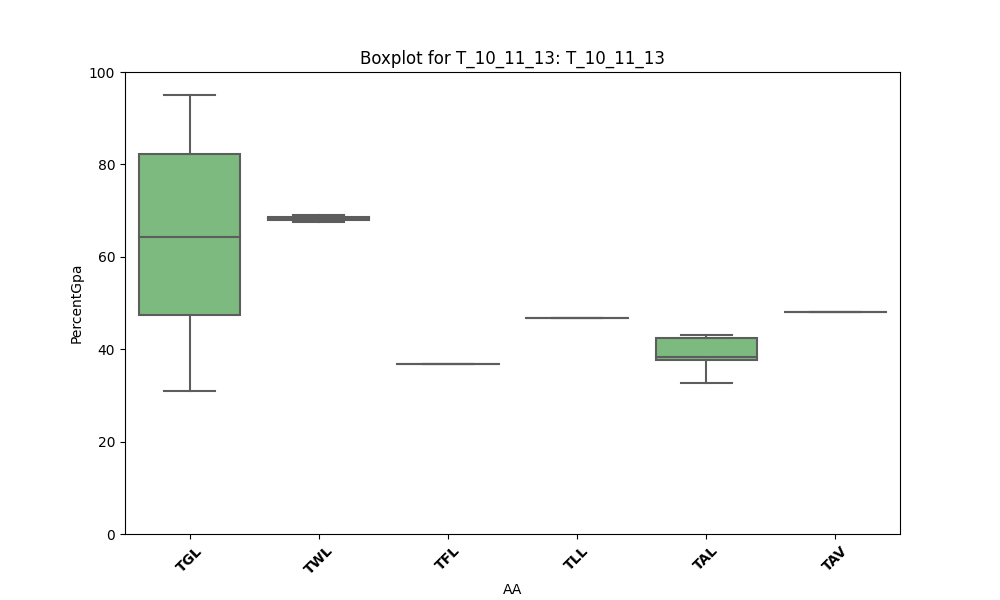 Boxplot for T_10_11_13: T_10_11_13
100
80
60
40
20
0
PercentGpa
TGL
TWL
TFL
TLL
TAL
TAV
AA